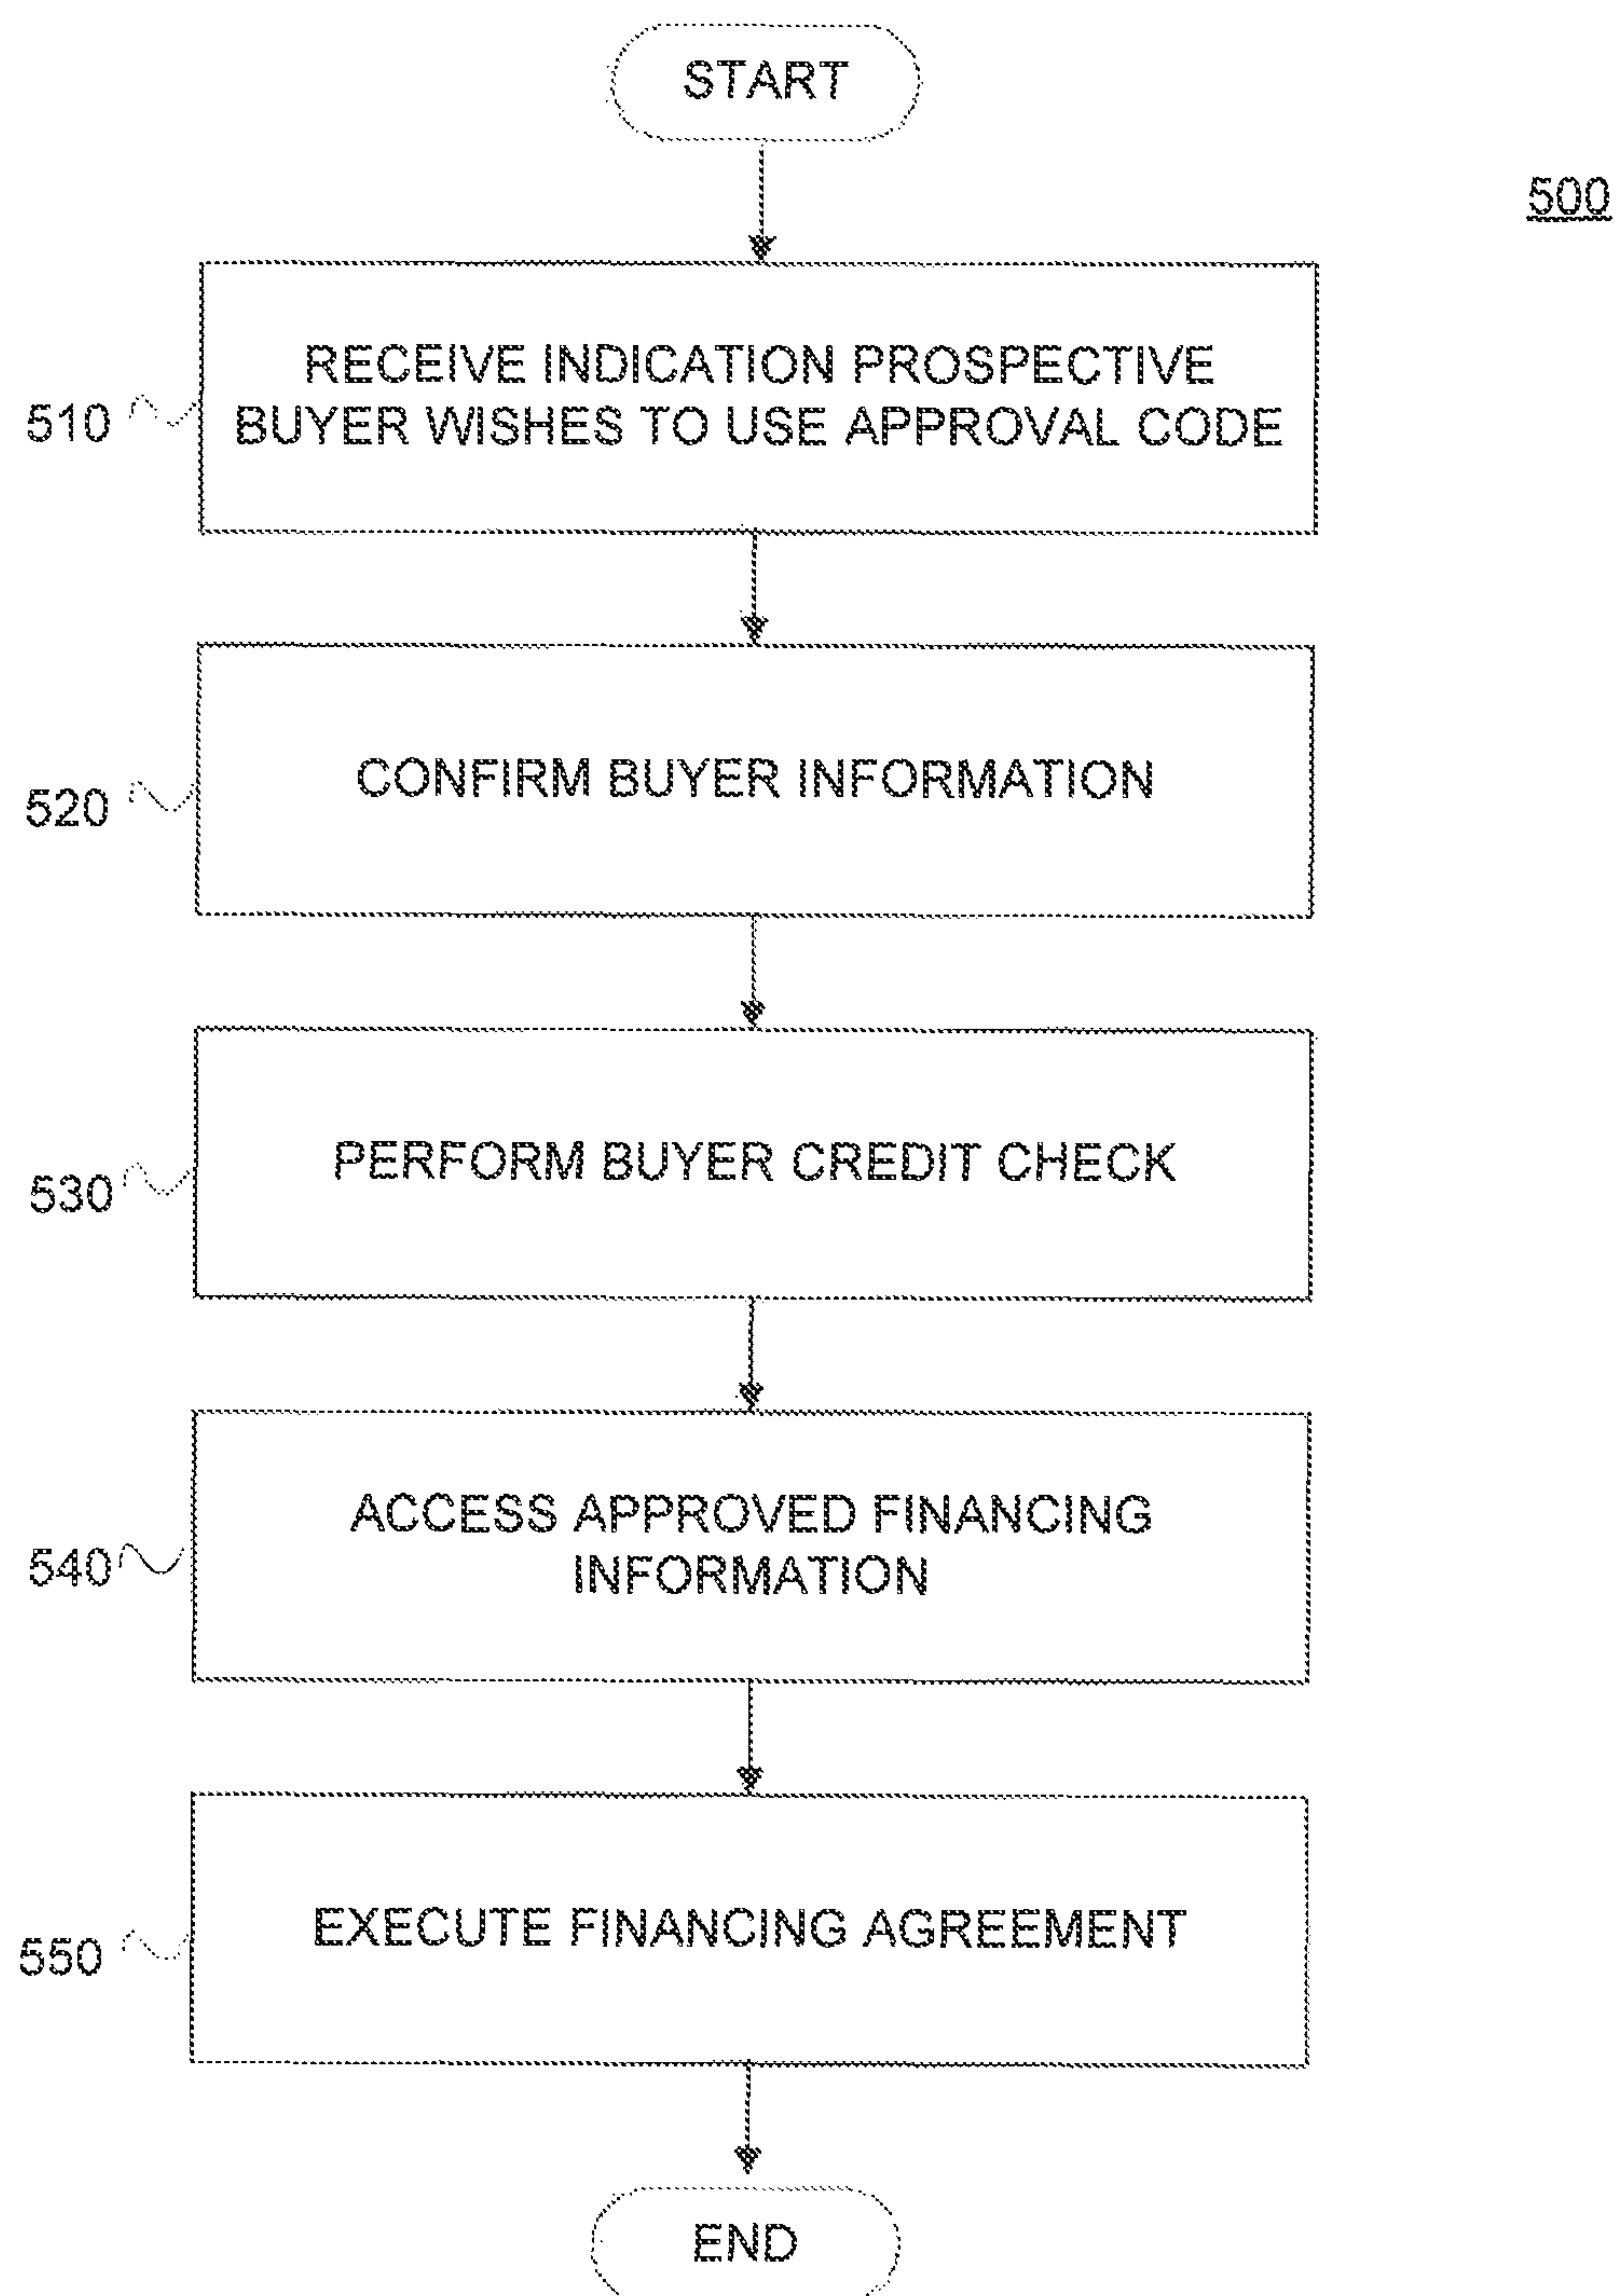 START
500
RECEIVE INDICATION PROSPECTIVE
BUYER WISHES TO USE APPROVAL CODE
510
CONFIRM BUYER INFORMATION
520
PERFORM BUYER CREDIT CHECK
530
ACCESS APPROVED FINANCING
INFORMATION
540
EXECUTE FINANCING AGREEMENT
550
END